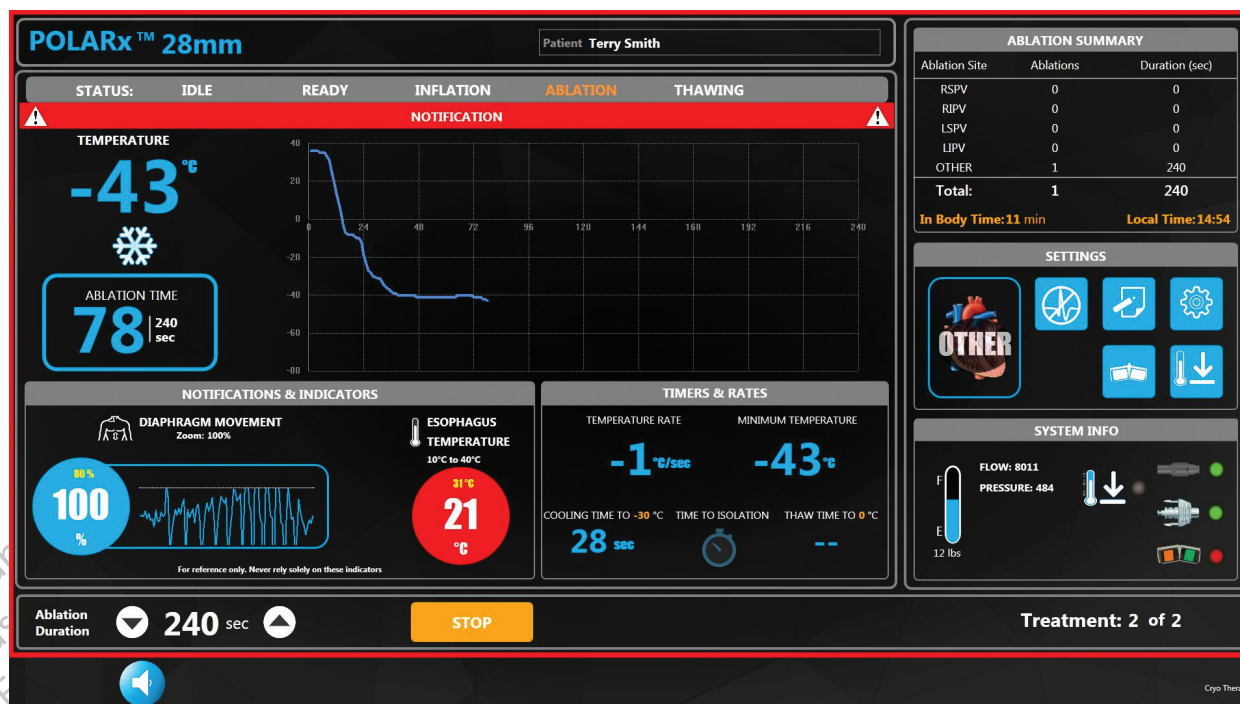 POLARx™ 28mm
Patient Terry Smith
STATUS: IDLE READY INFLATION ABLATION THAWING
NOTIFICATION
TEMPERATURE
-43°C
ABLATION TIME
78 240 sec
40
20
0
-20
-40
-60
-80
0 24 48 72 96 120 144 168 192 216 240
NOTIFICATIONS & INDICATORS
DIAPHRAGM MOVEMENT
Zoom: 100%
80 %
100
%
ESOPHAGUS
TEMPERATURE
10°C to 40°C
31°C
21
°C
For reference only. Never rely solely on these indicators
TIMERS & RATES
TEMPERATURE RATE MINIMUM TEMPERATURE
-1°C/sec -43°C
COOLING TIME TO -30 °C TIME TO ISOLATION THAW TIME TO 0 °C
28 sec --
ABLATION SUMMARY
Ablation Site Ablations Duration (sec)
RSPV 0 0
RIPV 0 0
LSPV 0 0
LIPV 0 0
OTHER 1 240
Total: 1 240
In Body Time:11 min Local Time:14:54
SETTINGS
OTHER
SYSTEM INFO
F
E
12 lbs
FLOW: 8011
PRESSURE: 484
Ablation
Duration
240 sec
STOP
Treatment: 2 of 2
Cryo